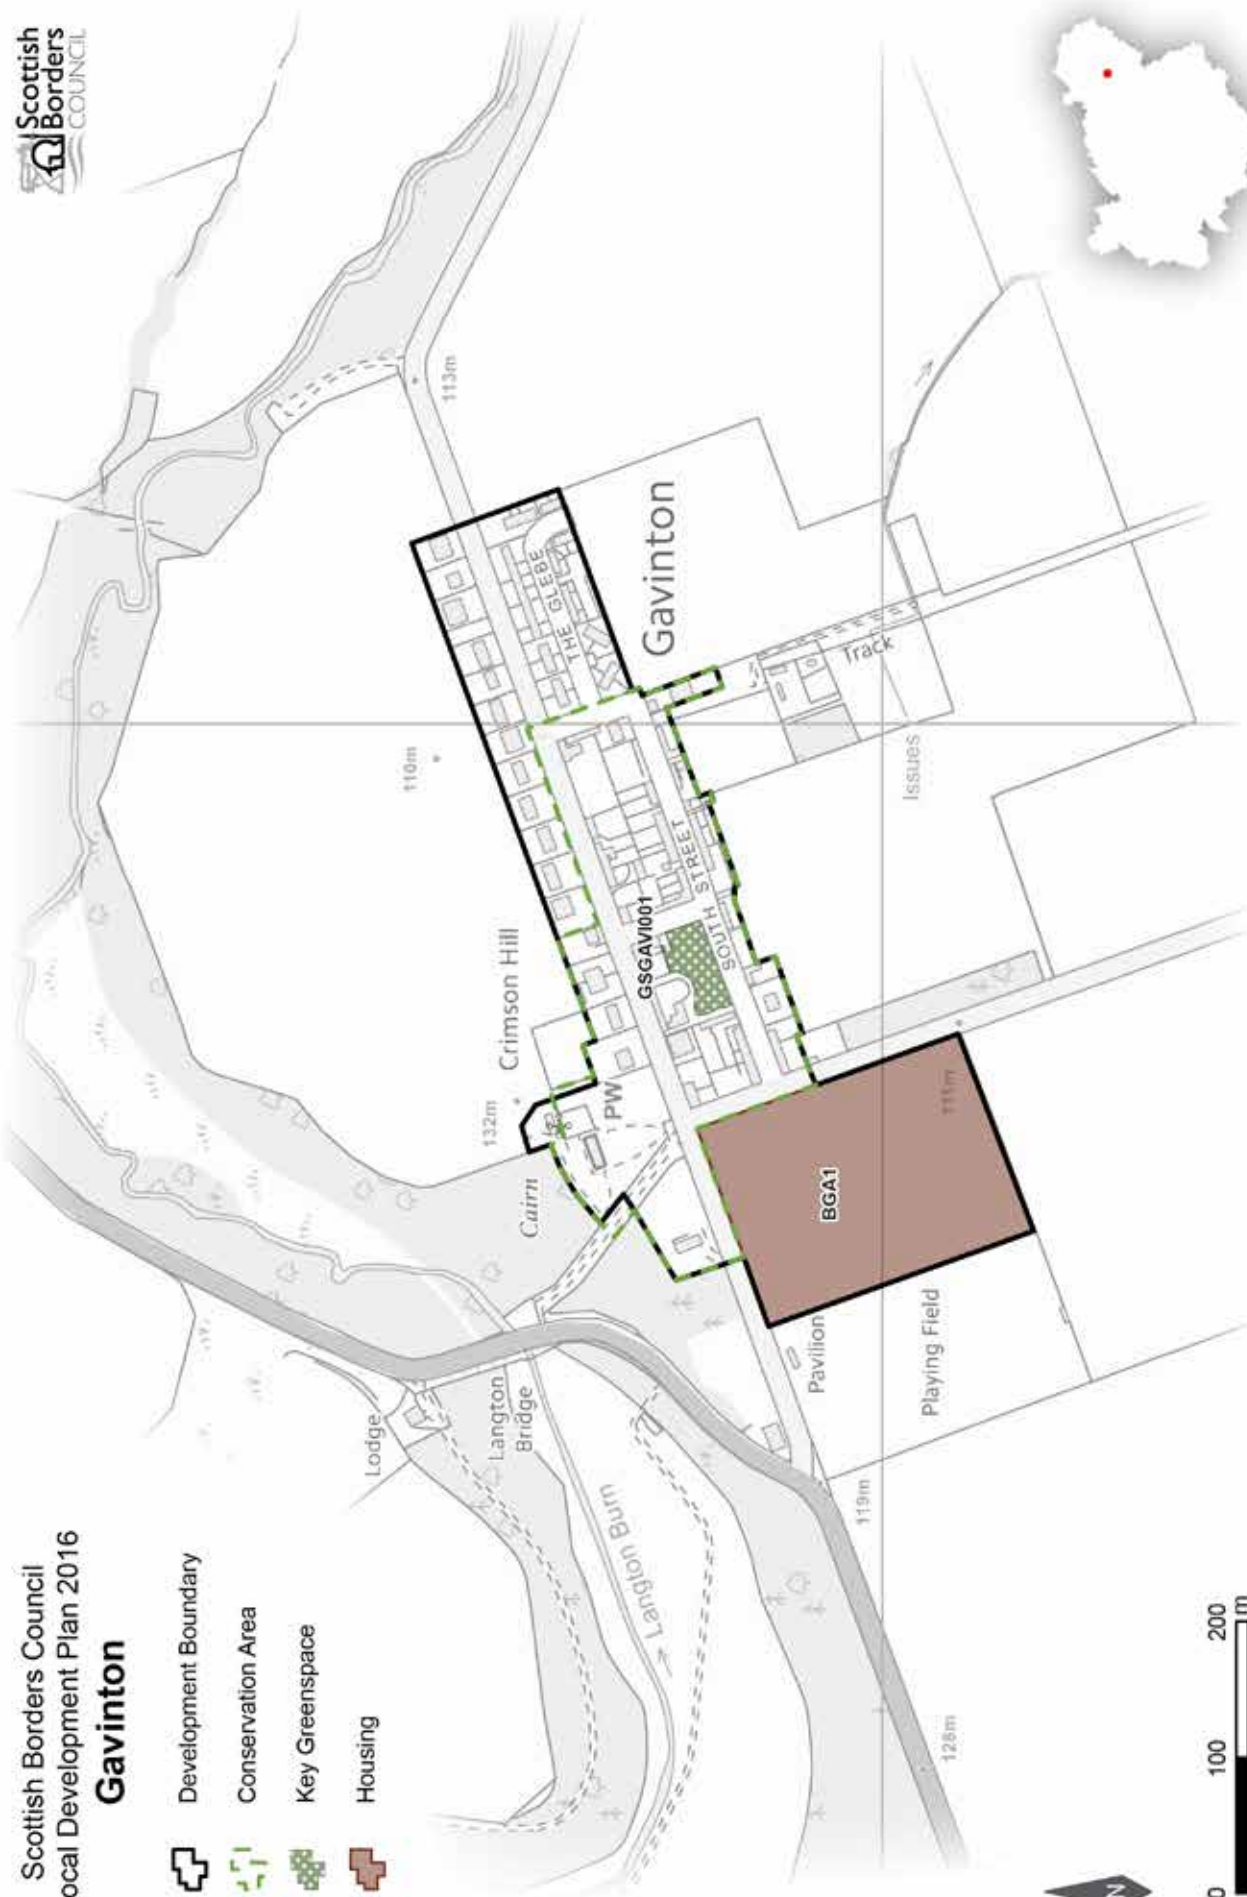 Scottish Borders Council
ocal Development Plan 2016
Gavinton
Development Boundary
Conservation Area
Key Greenspace
Housing
Scottish
Borders
COUNCIL
Lodge
Langton
Bridge
Langton Burn
Cairn
132m
Crimson Hill
PW
110m
113m
THE GLEBE
Gavinton
GSGAVI001
SOUTH STREET
BGA1
111m
Pavilion
Playing Field
119m
128m
Track
Issues
N
0 100 200
m